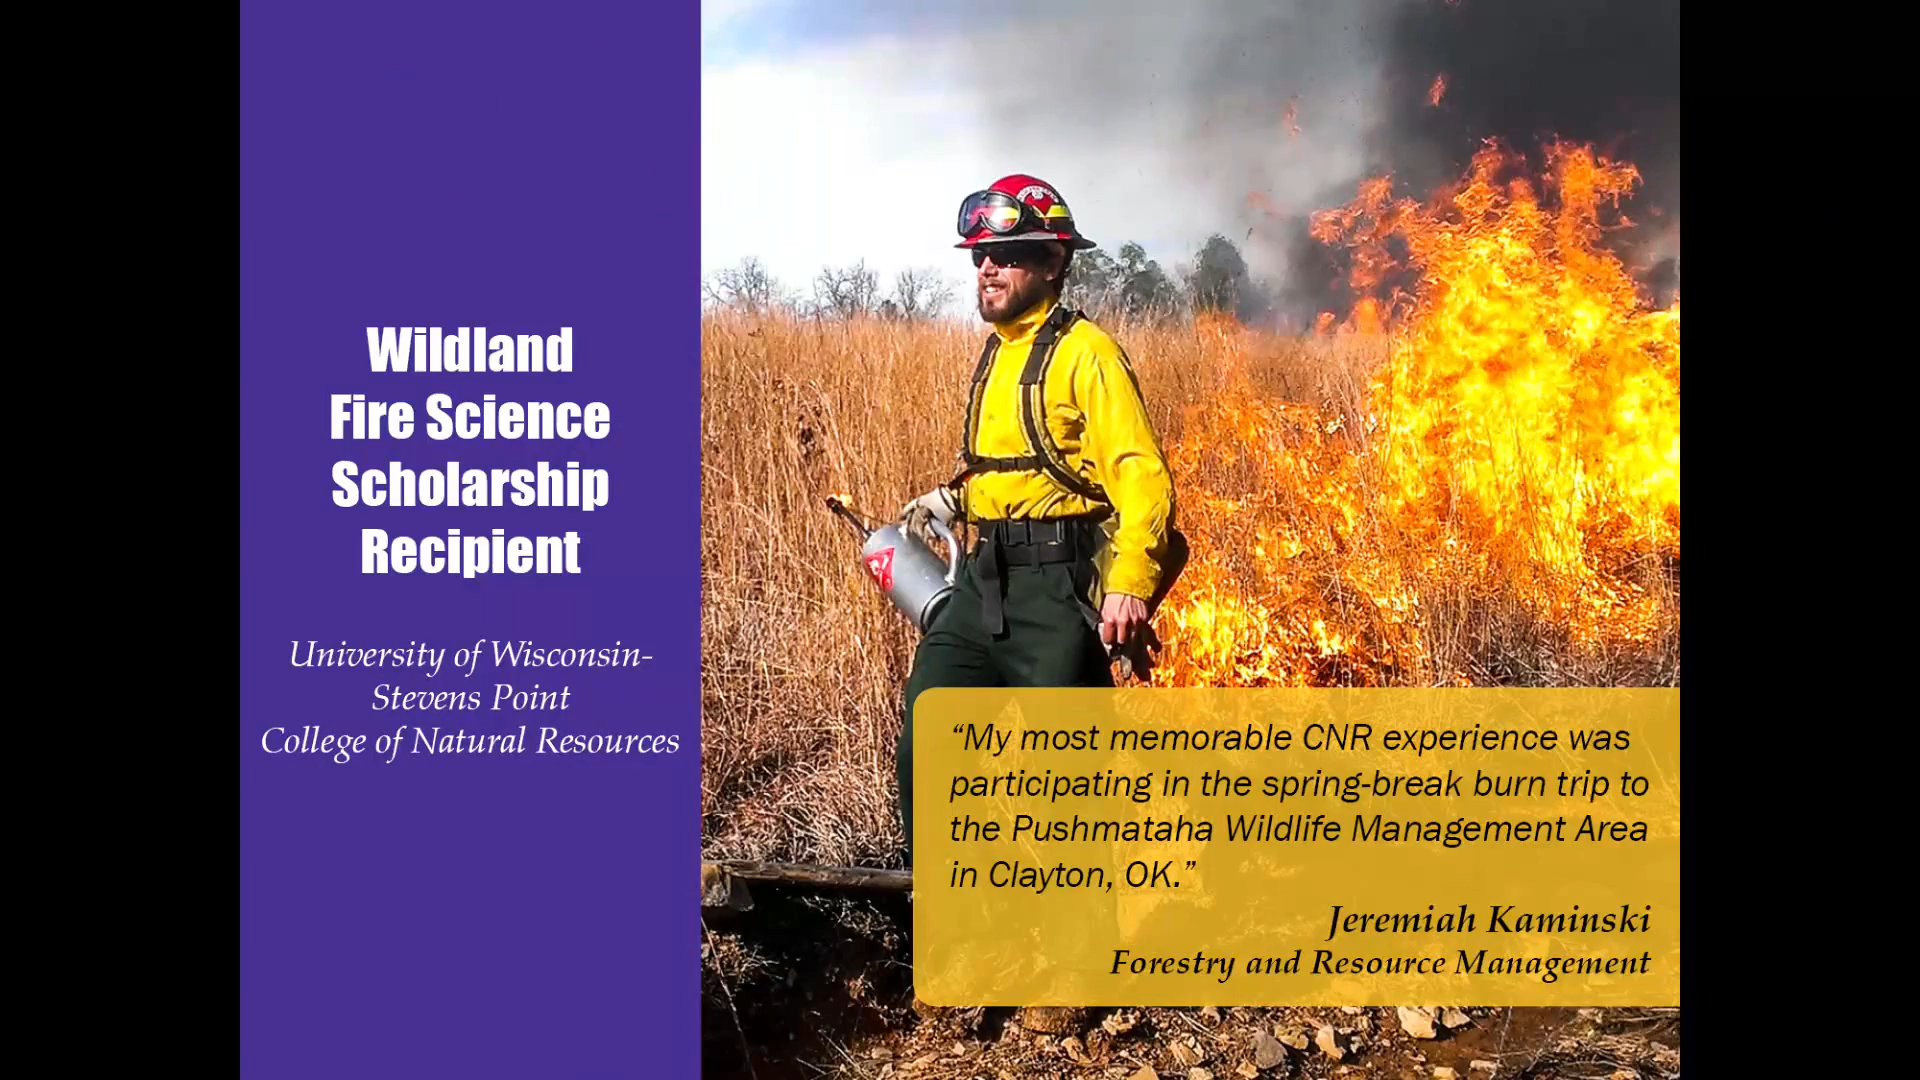 Wildland
Fire Science
Scholarship
Recipient
University of Wisconsin-
Stevens Point
College of Natural Resources
“My most memorable CNR experience was
participating in the spring-break burn trip to
the Pushmataha Wildlife Management Area
in Clayton, OK.”
Jeremiah Kaminski
Forestry and Resource Management